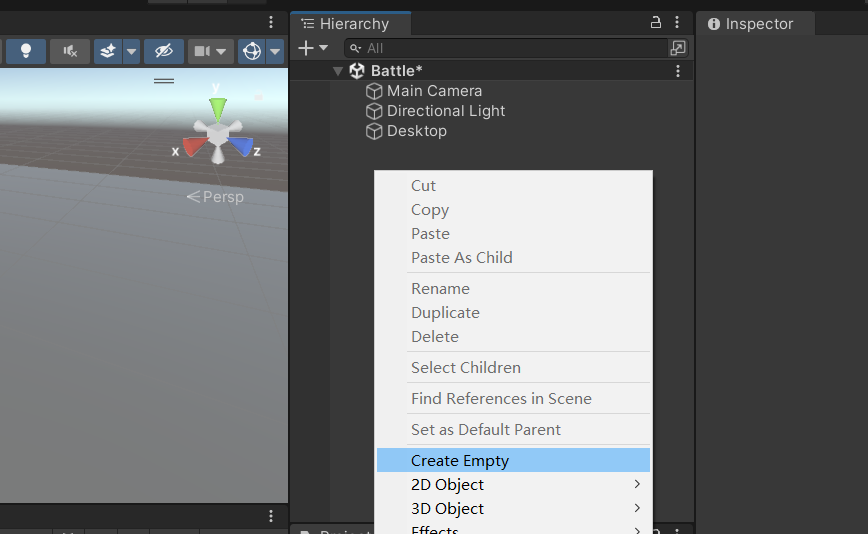 Hierarchy
Inspector
All
Battle*
Main Camera
Directional Light
Desktop
y
x
z
Persp
Cut
Copy
Paste
Paste As Child
Rename
Duplicate
Delete
Select Children
Find References in Scene
Set as Default Parent
Create Empty
2D Object
3D Object
Effects
Project